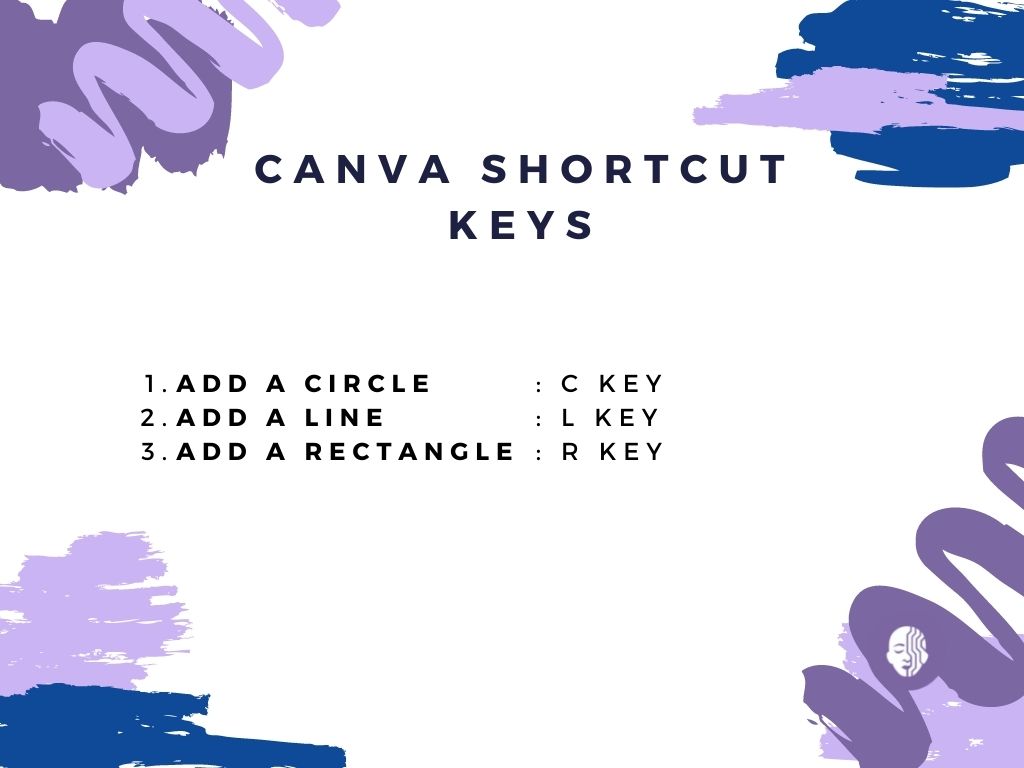 CANVA SHORTCUT
KEYS
1. ADD A CIRCLE : C KEY
2. ADD A LINE : L KEY
3. ADD A RECTANGLE : R KEY